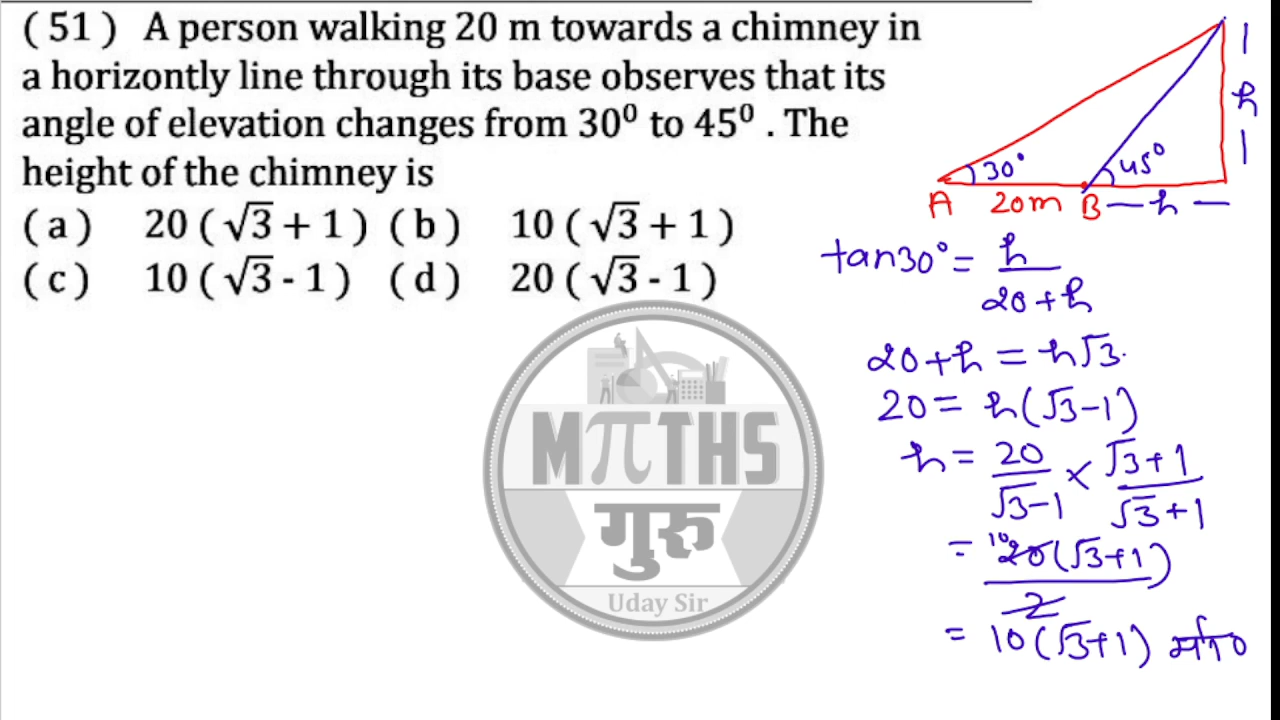 ( 51 ) A person walking 20 m towards a chimney in
a horizontly line through its base observes that its
angle of elevation changes from 30⁰ to 45⁰ . The
height of the chimney is
( a ) 20 ( √3 + 1 ) ( b ) 10 ( √3 + 1 )
( c ) 10 ( √3 - 1 ) ( d ) 20 ( √3 - 1 )
MπTHS
गुरु
Uday Sir
h
30° 45°
A 20m B h
tan30° = h / 20+h
20+h = h√3
20 = h(√3-1)
h = 20 / √3-1 × √3+1 / √3+1
= 10 20(√3+1) / 2
= 10(√3+1) मी०